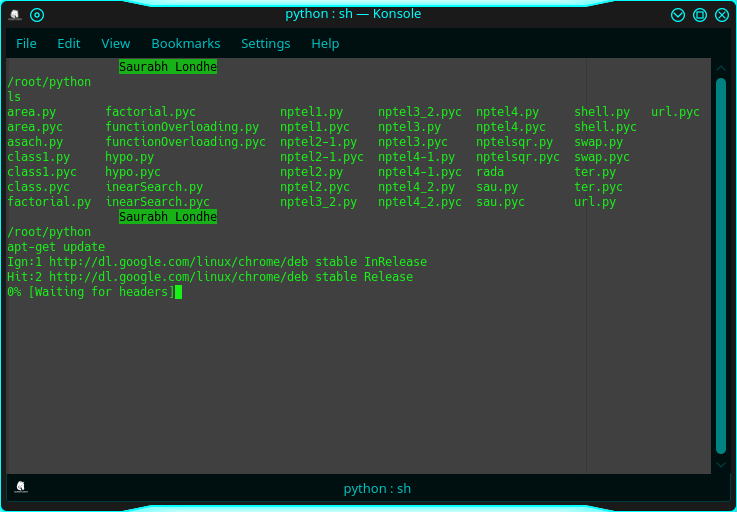 python : sh — Konsole
File Edit View Bookmarks Settings Help
Saurabh Londhe
/root/python
ls
area.py factorial.pyc nptel1.py nptel3_2.pyc nptel4.py shell.py url.pyc
area.pyc functionOverloading.py nptel1.pyc nptel3.py nptel4.pyc shell.pyc
asach.py functionOverloading.pyc nptel2-1.py nptel3.pyc nptelsqr.py swap.py
class1.py hypo.py nptel2-1.pyc nptel4-1.py nptelsqr.pyc swap.pyc
class1.pyc hypo.pyc nptel2.py nptel4-1.pyc rada ter.py
class.pyc inearSearch.py nptel2.pyc nptel4_2.py sau.py ter.pyc
factorial.py inearSearch.pyc nptel3_2.py nptel4_2.pyc sau.pyc url.py
Saurabh Londhe
/root/python
apt-get update
Ign:1 http://dl.google.com/linux/chrome/deb stable InRelease
Hit:2 http://dl.google.com/linux/chrome/deb stable Release
0% [Waiting for headers]
python : sh